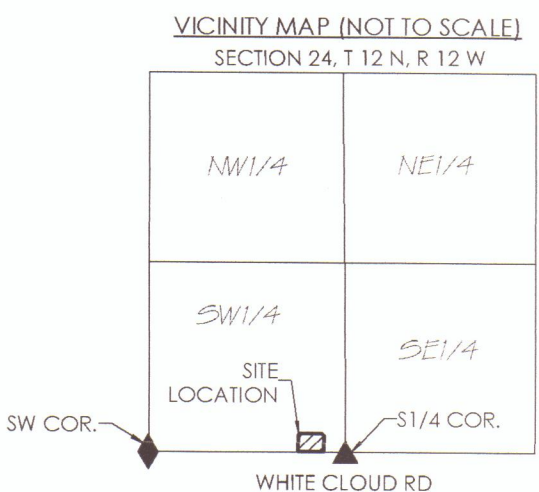 VICINITY MAP (NOT TO SCALE)
SECTION 24, T 12 N, R 12 W
NW1/4
NE1/4
SW1/4
SE1/4
SITE
LOCATION
SW COR.
S1/4 COR.
WHITE CLOUD RD